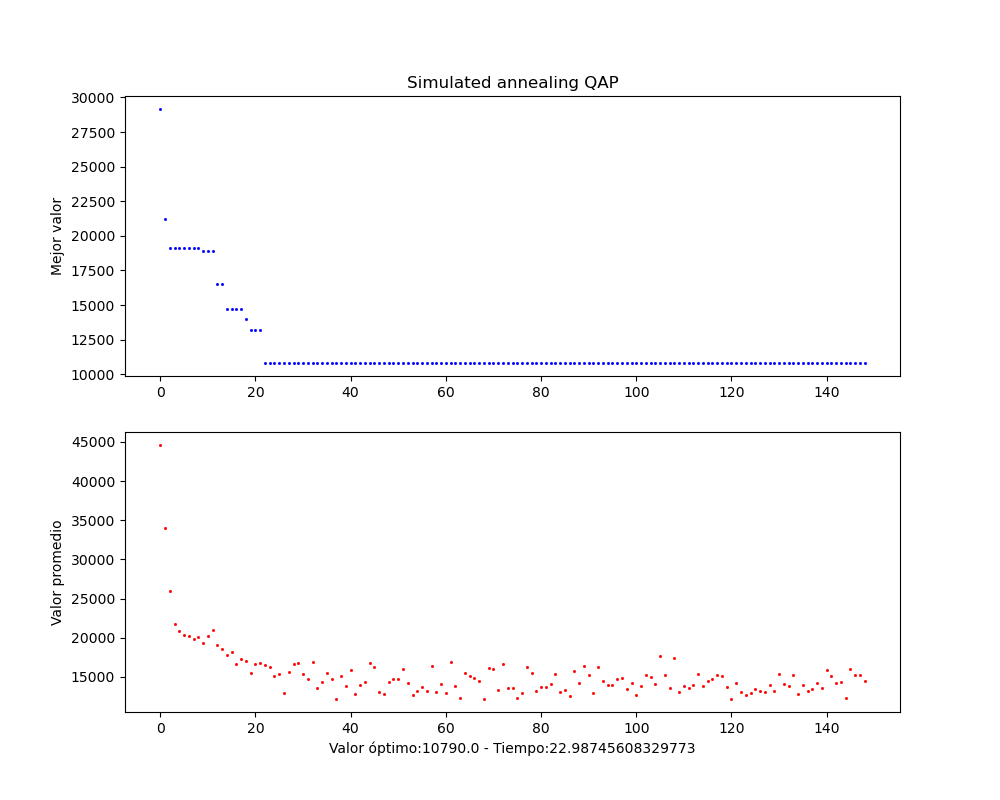 Simulated annealing QAP
30000
27500
25000
22500
20000
17500
15000
12500
10000
Mejor valor
0 20 40 60 80 100 120 140
45000
40000
35000
30000
25000
20000
15000
Valor promedio
0 20 40 60 80 100 120 140
Valor óptimo:10790.0 - Tiempo:22.98745608329773